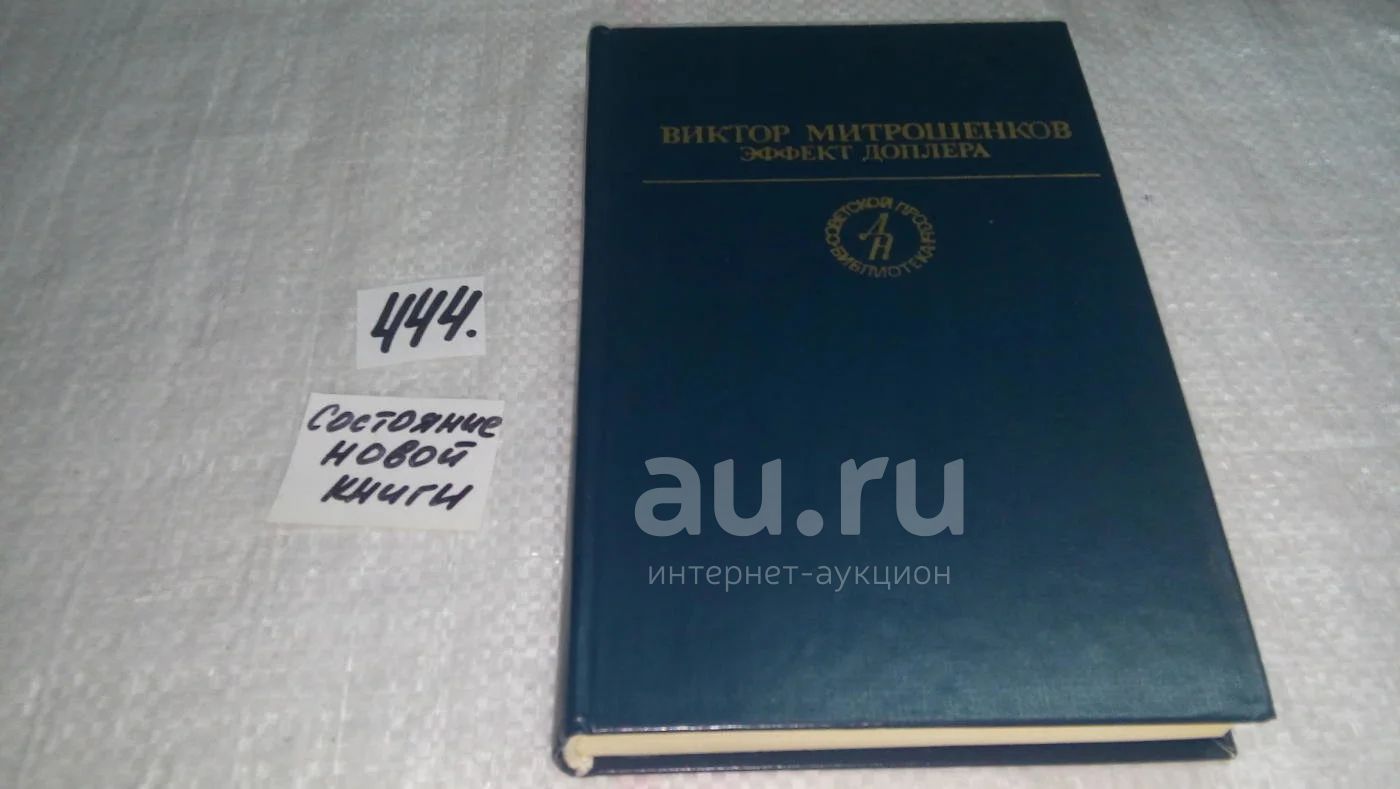 ВИКТОР МИТРОШЕНКОВ
ЭФФЕКТ ДОПЛЕРА
СОВЕТСКОЙ ПРОЗЫ
БИБЛИОТЕКА
444.
Состояние
новой
книги
au.ru
интернет-аукцион